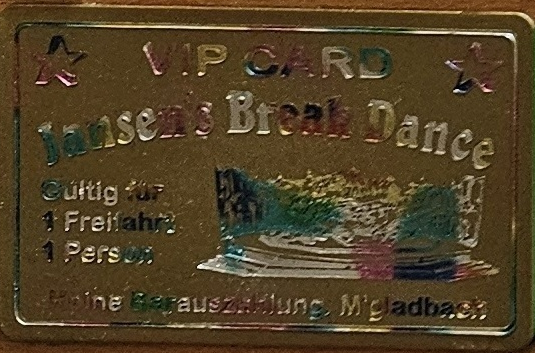 VIP CARD
Jansen's Break Dance
Gültig für
1 Freifahrt
1 Person
Keine Barauszahlung. M'gladbach